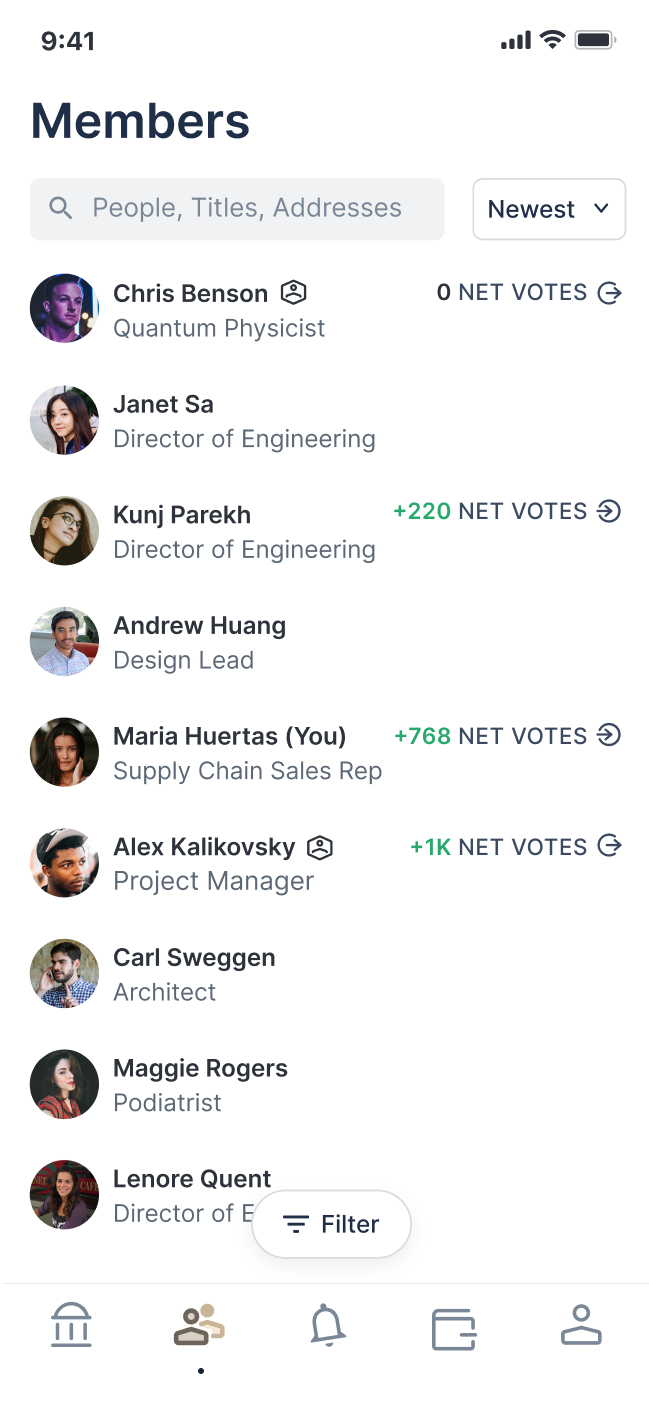 9:41
Members
People, Titles, Addresses
Newest
Chris Benson
0 NET VOTES
Quantum Physicist
Janet Sa
Director of Engineering
Kunj Parekh
+220 NET VOTES
Director of Engineering
Andrew Huang
Design Lead
Maria Huertas (You)
+768 NET VOTES
Supply Chain Sales Rep
Alex Kalikovsky
+1K NET VOTES
Project Manager
Carl Sweggen
Architect
Maggie Rogers
Podiatrist
Lenore Quent
Director of E
Filter